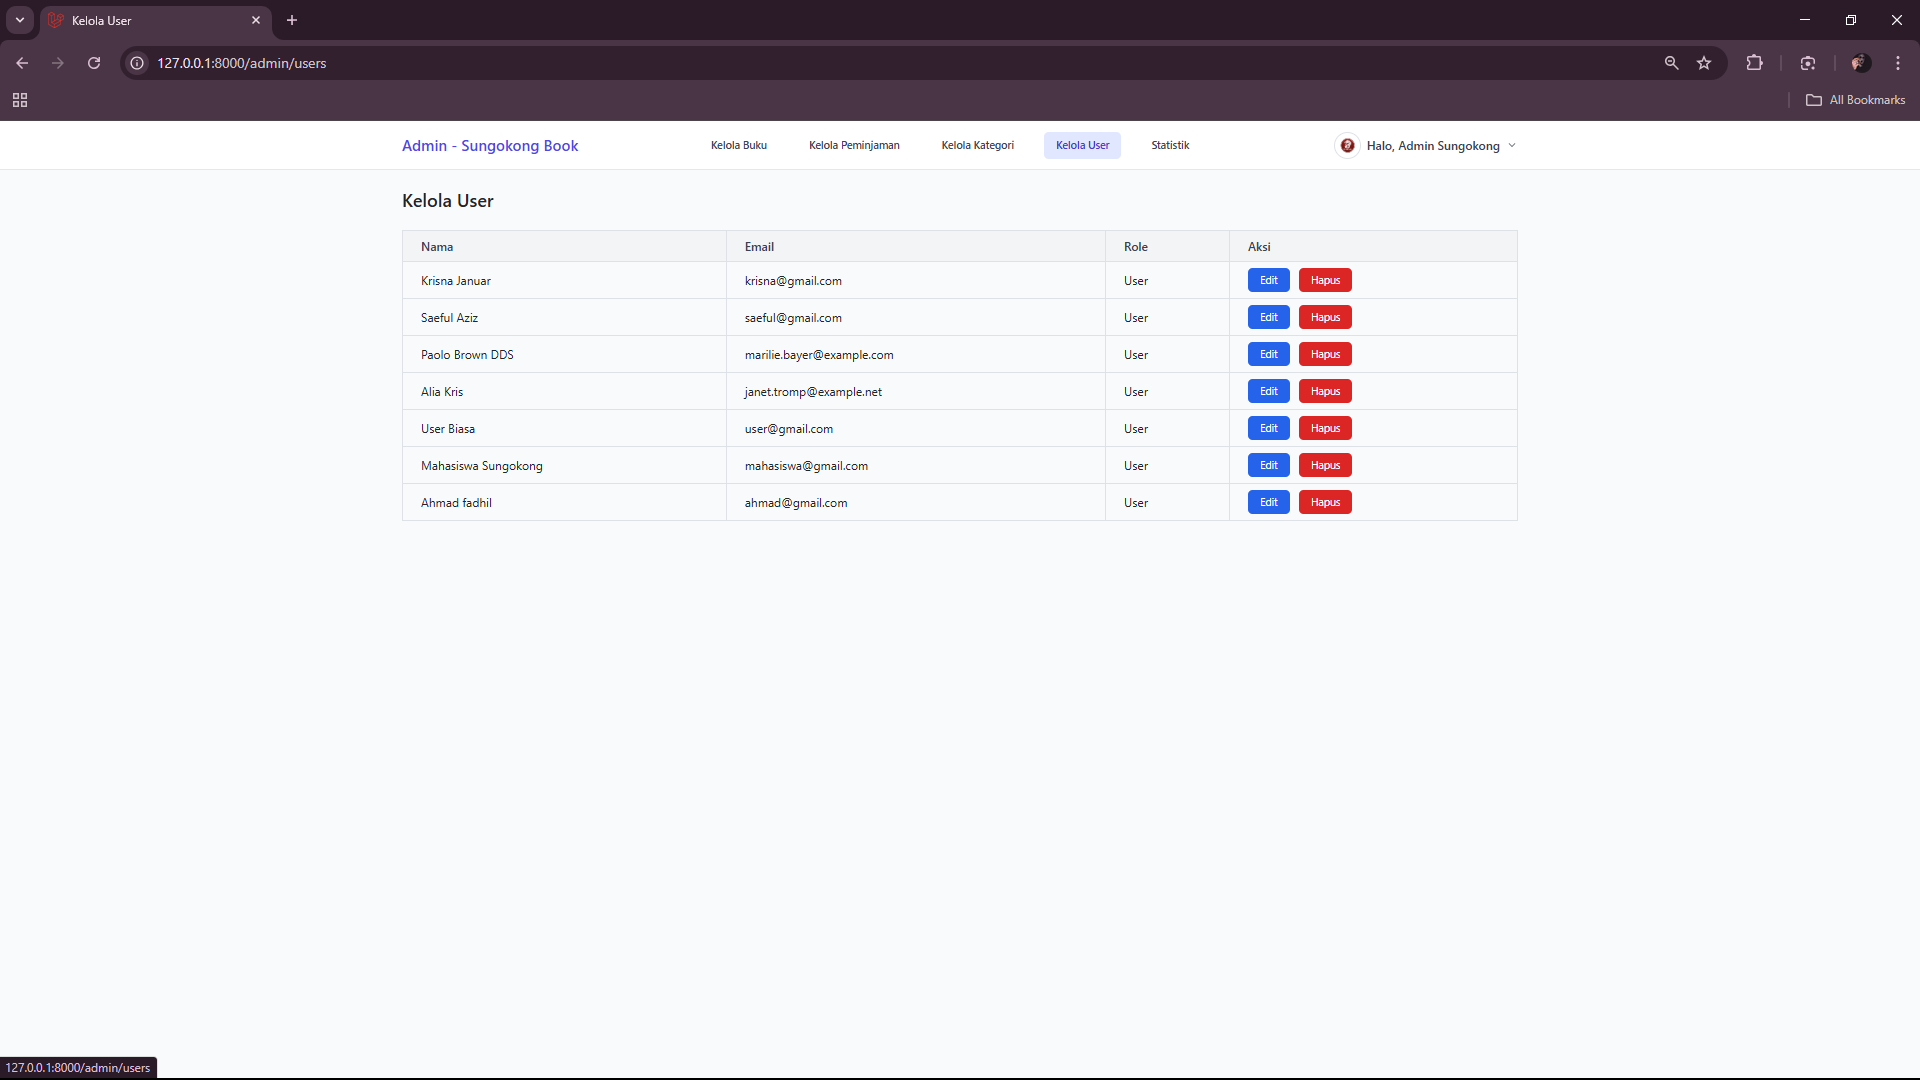 Kelola User
127.0.0.1:8000/admin/users
All Bookmarks
Admin - Sungokong Book Kelola Buku Kelola Peminjaman Kelola Kategori Kelola User Statistik Halo, Admin Sungokong
Kelola User
Nama Email Role Aksi
Krisna Januar krisna@gmail.com User Edit Hapus
Saeful Aziz saeful@gmail.com User Edit Hapus
Paolo Brown DDS marilie.bayer@example.com User Edit Hapus
Alia Kris janet.tromp@example.net User Edit Hapus
User Biasa user@gmail.com User Edit Hapus
Mahasiswa Sungokong mahasiswa@gmail.com User Edit Hapus
Ahmad fadhil ahmad@gmail.com User Edit Hapus
127.0.0.1:8000/admin/users